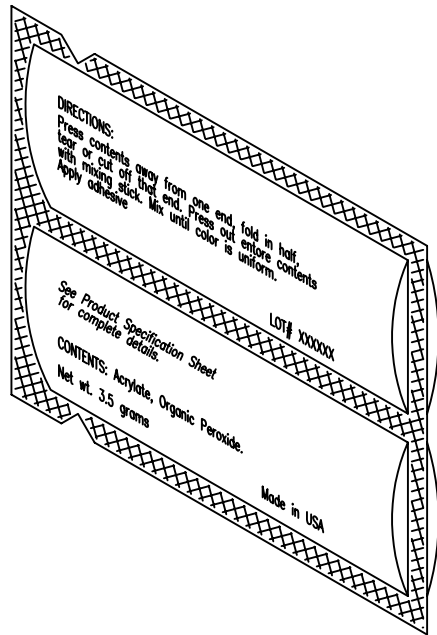 DIRECTIONS:
Press contents away from one end, fold in half,
tear or cut off that end. Press out entore contents
with mixing stick. Mix until color is uniform.
Apply adhesive
LOT# XXXXXX
See Product Specification Sheet
for complete details.
CONTENTS: Acrylate, Organic Peroxide.
Net wt. 3.5 grams
Made in USA